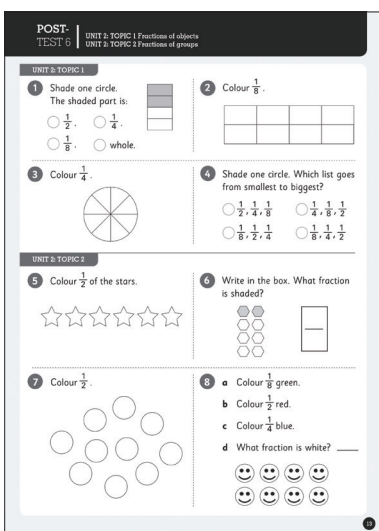 POST-
TEST 6
UNIT 2: TOPIC 1 Fractions of objects
UNIT 2: TOPIC 2 Fractions of groups
UNIT 2: TOPIC 1
1 Shade one circle.
The shaded part is:
1/2 . 1/4 .
1/8 . whole.
2 Colour 1/8 .
3 Colour 1/4 .
4 Shade one circle. Which list goes
from smallest to biggest?
1/2, 1/4, 1/8 1/4, 1/8, 1/2
1/8, 1/2, 1/4 1/8, 1/4, 1/2
UNIT 2: TOPIC 2
5 Colour 1/2 of the stars.
6 Write in the box. What fraction
is shaded?
7 Colour 1/2 .
8 a Colour 1/8 green.
b Colour 1/2 red.
c Colour 1/4 blue.
d What fraction is white? ____